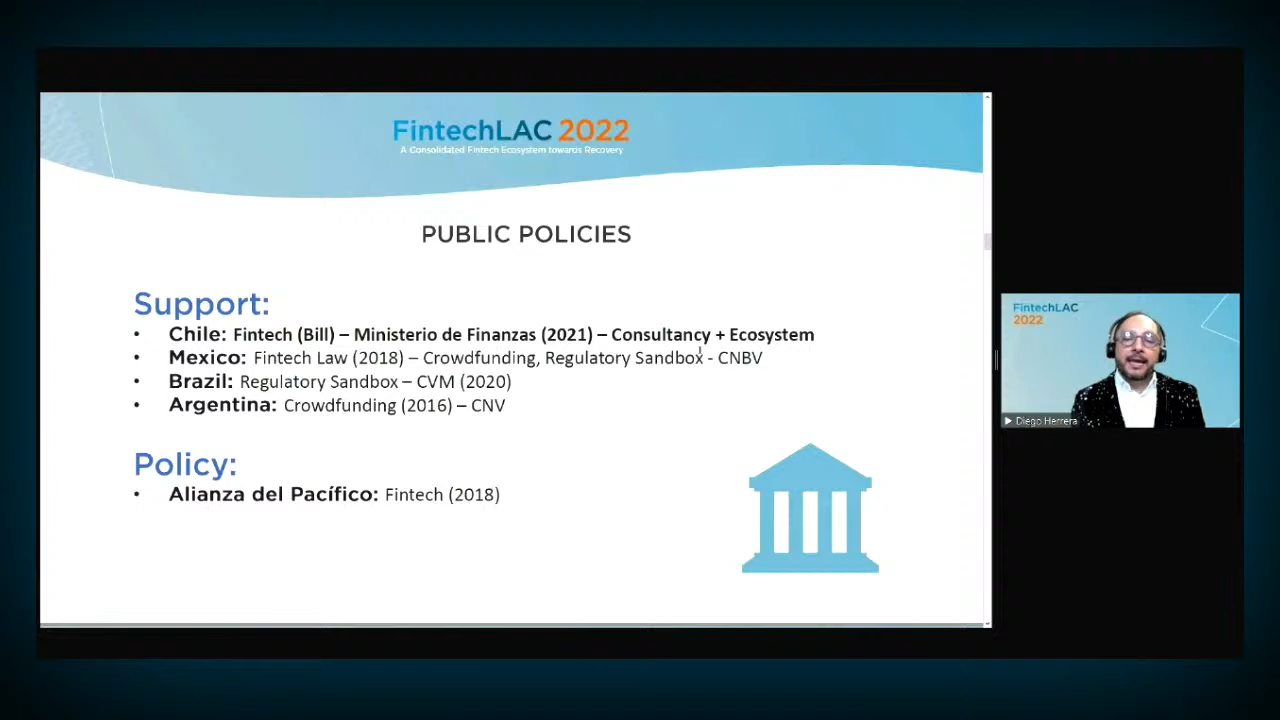 FintechLAC 2022
A Consolidated Fintech Ecosystem towards Recovery
PUBLIC POLICIES
Support:
• Chile: Fintech (Bill) – Ministerio de Finanzas (2021) – Consultancy + Ecosystem
• Mexico: Fintech Law (2018) – Crowdfunding, Regulatory Sandbox - CNBV
• Brazil: Regulatory Sandbox – CVM (2020)
• Argentina: Crowdfunding (2016) – CNV
Policy:
• Alianza del Pacífico: Fintech (2018)
FintechLAC
2022
Diego Herrera